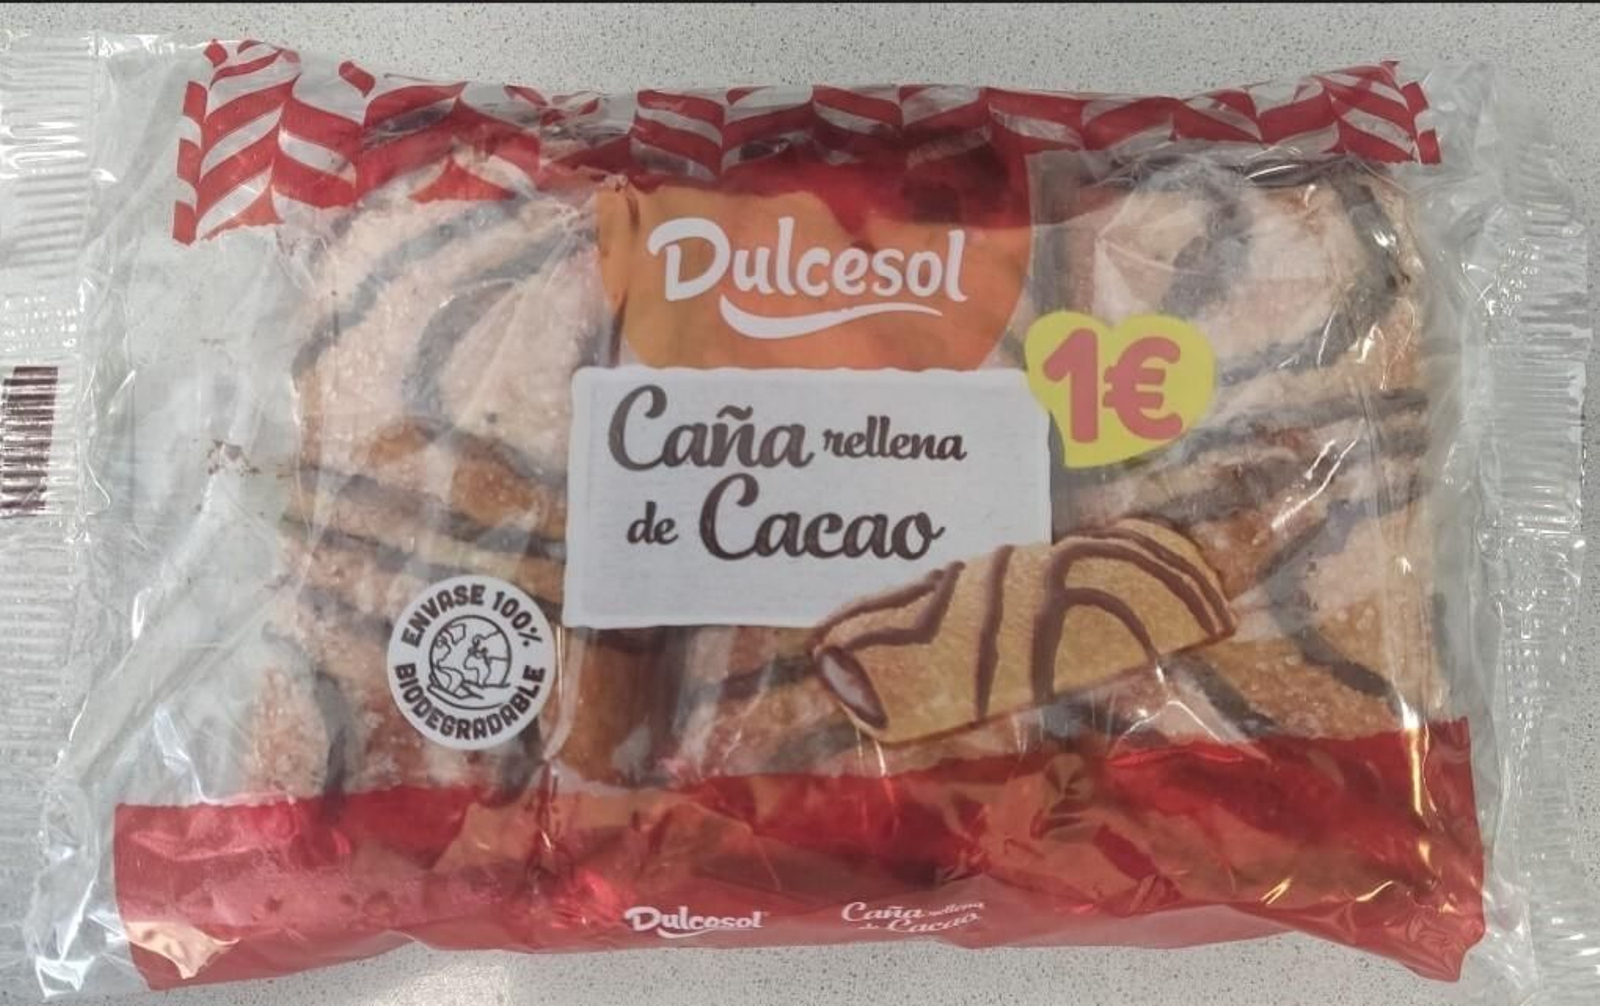 Dulcesol
1€
Caña rellena
de Cacao
ENVASE 100%
BIODEGRADABLE
Dulcesol
Caña rellena
de Cacao